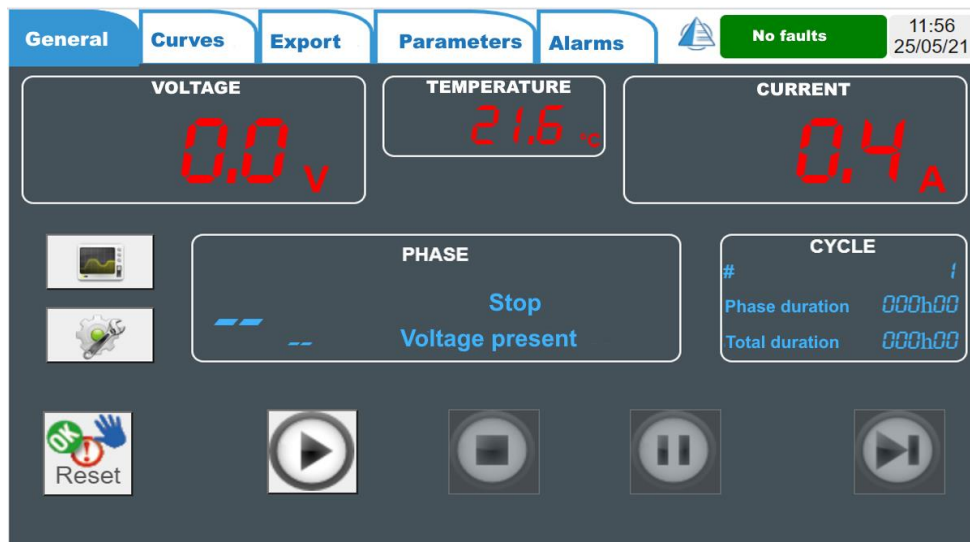 General Curves Export Parameters Alarms No faults 11:56
25/05/21
VOLTAGE
0.0 V
TEMPERATURE
21.6 °C
CURRENT
0.4 A
PHASE
-- Stop
-- Voltage present
CYCLE
# 1
Phase duration 000h00
Total duration 000h00
OK
!
Reset